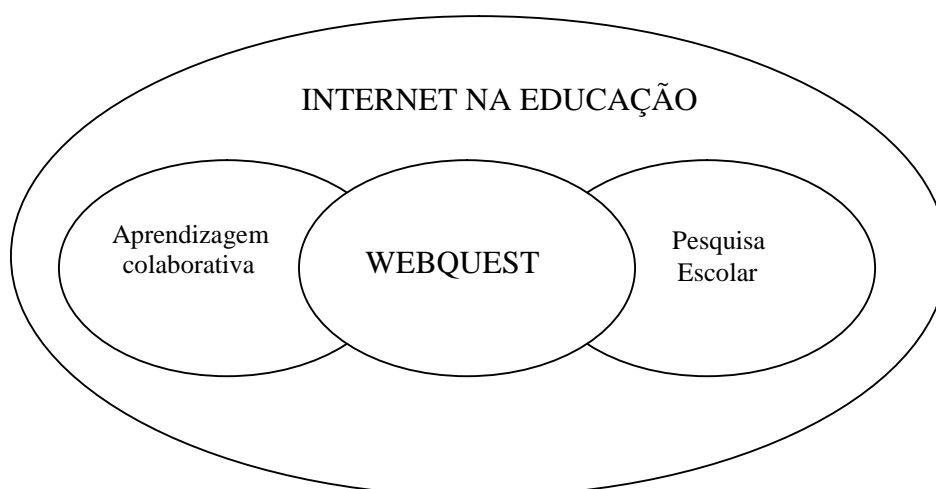 INTERNET NA EDUCAÇÃO
Aprendizagem
colaborativa
WEBQUEST
Pesquisa
Escolar